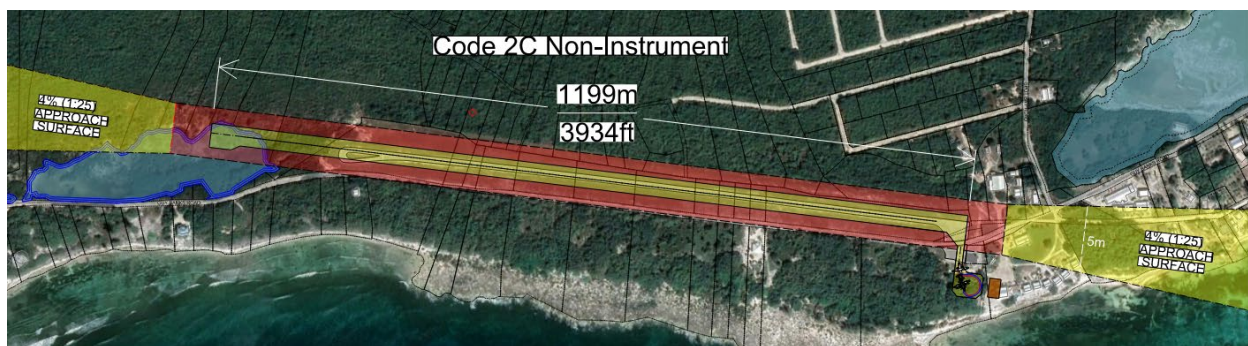 Code 2C Non-Instrument
1199m
3934ft
4% (1:25)
APPROACH
SURFACE
5m
4% (1:25)
APPROACH
SURFACE